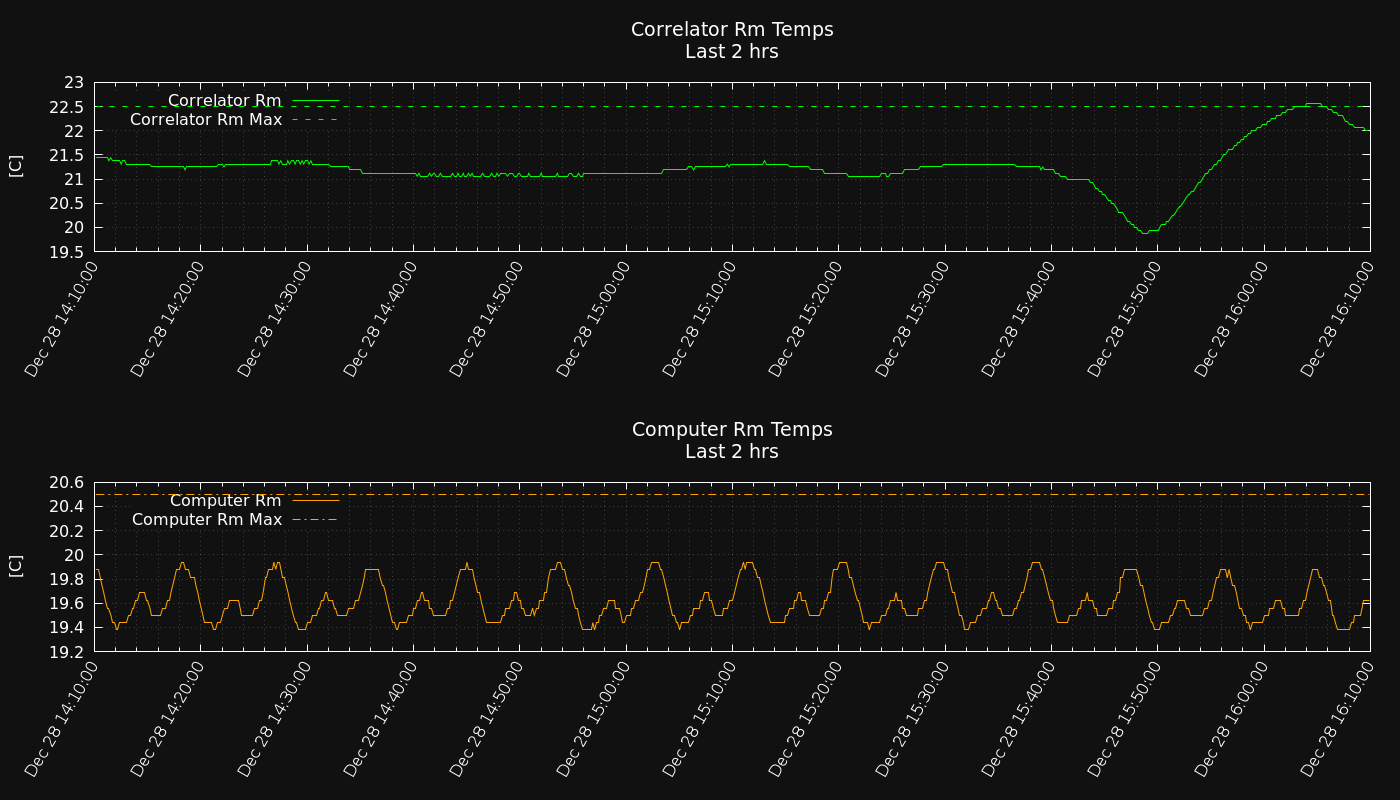 Correlator Rm Temps
Last 2 hrs
23
22.5
22
21.5
21
20.5
20
19.5
[C]
Correlator Rm
Correlator Rm Max
Dec 28 14:10:00
Dec 28 14:20:00
Dec 28 14:30:00
Dec 28 14:40:00
Dec 28 14:50:00
Dec 28 15:00:00
Dec 28 15:10:00
Dec 28 15:20:00
Dec 28 15:30:00
Dec 28 15:40:00
Dec 28 15:50:00
Dec 28 16:00:00
Dec 28 16:10:00
Computer Rm Temps
Last 2 hrs
20.6
20.4
20.2
20
19.8
19.6
19.4
19.2
[C]
Computer Rm
Computer Rm Max
Dec 28 14:10:00
Dec 28 14:20:00
Dec 28 14:30:00
Dec 28 14:40:00
Dec 28 14:50:00
Dec 28 15:00:00
Dec 28 15:10:00
Dec 28 15:20:00
Dec 28 15:30:00
Dec 28 15:40:00
Dec 28 15:50:00
Dec 28 16:00:00
Dec 28 16:10:00